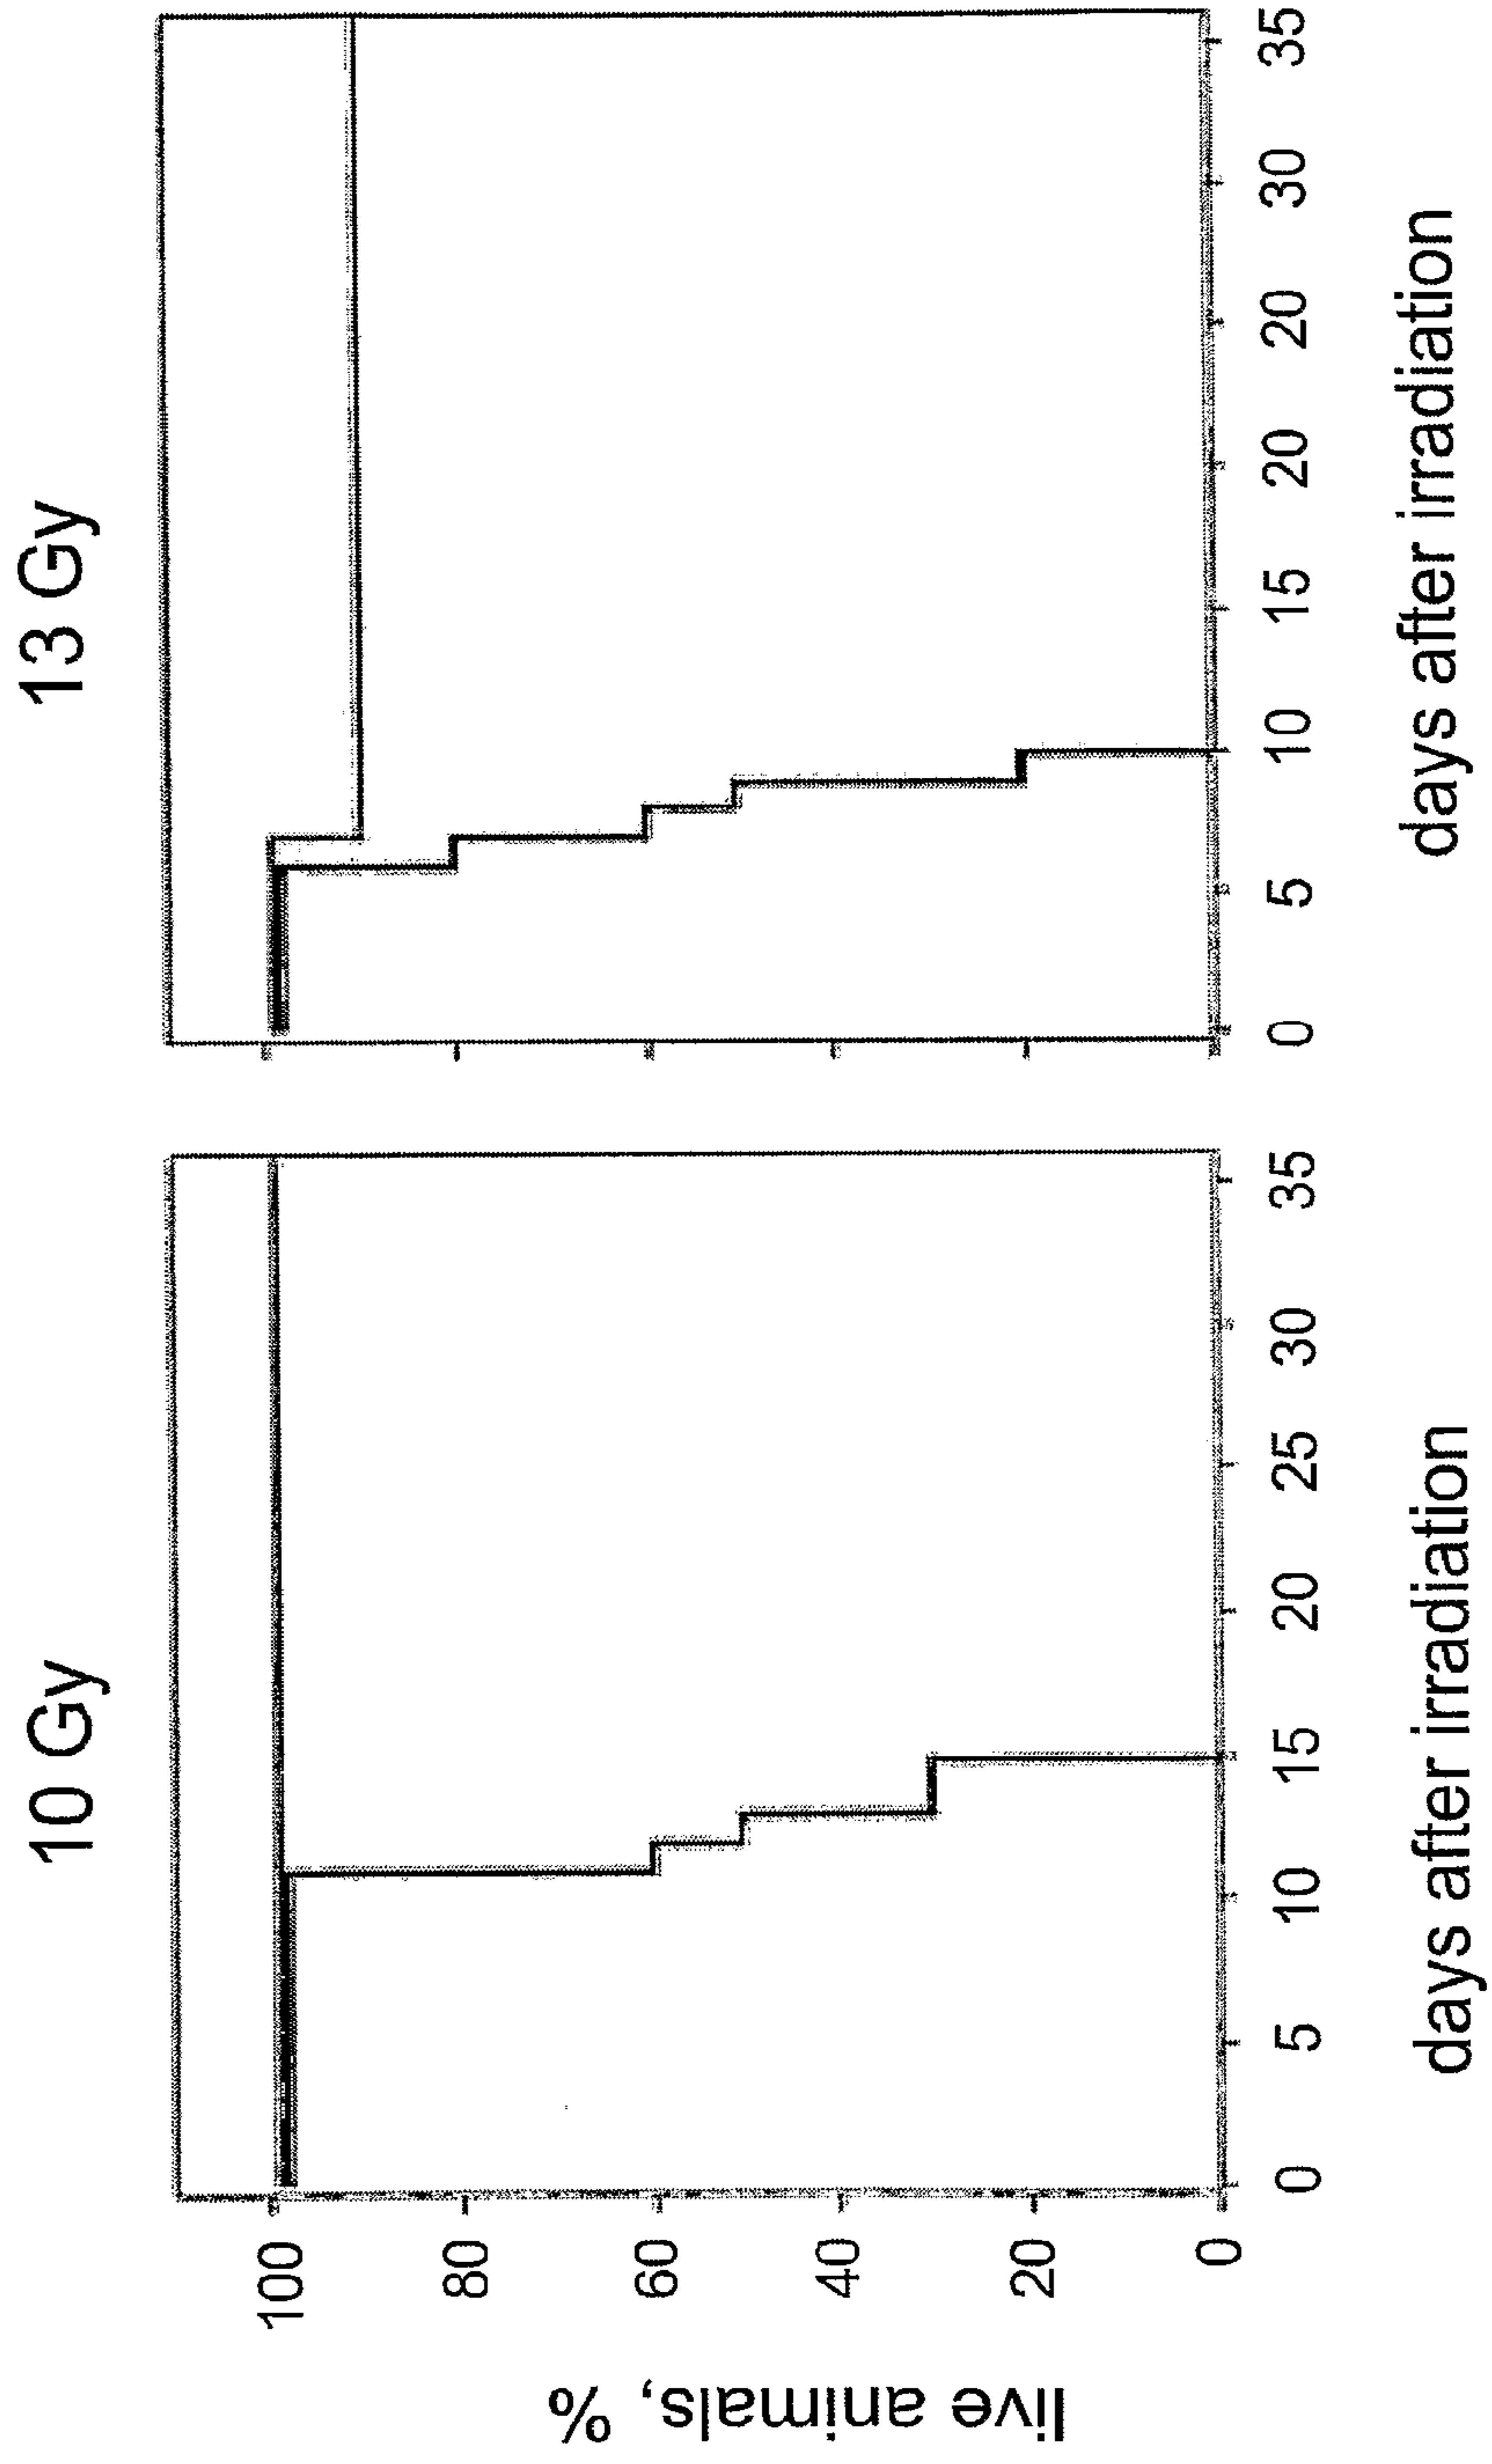 10 Gy
13 Gy
live animals, %
100
80
60
40
20
0
0 5 10 15 20 25 30 35
0 5 10 15 20 20 30 35
days after irradiation
days after irradiation